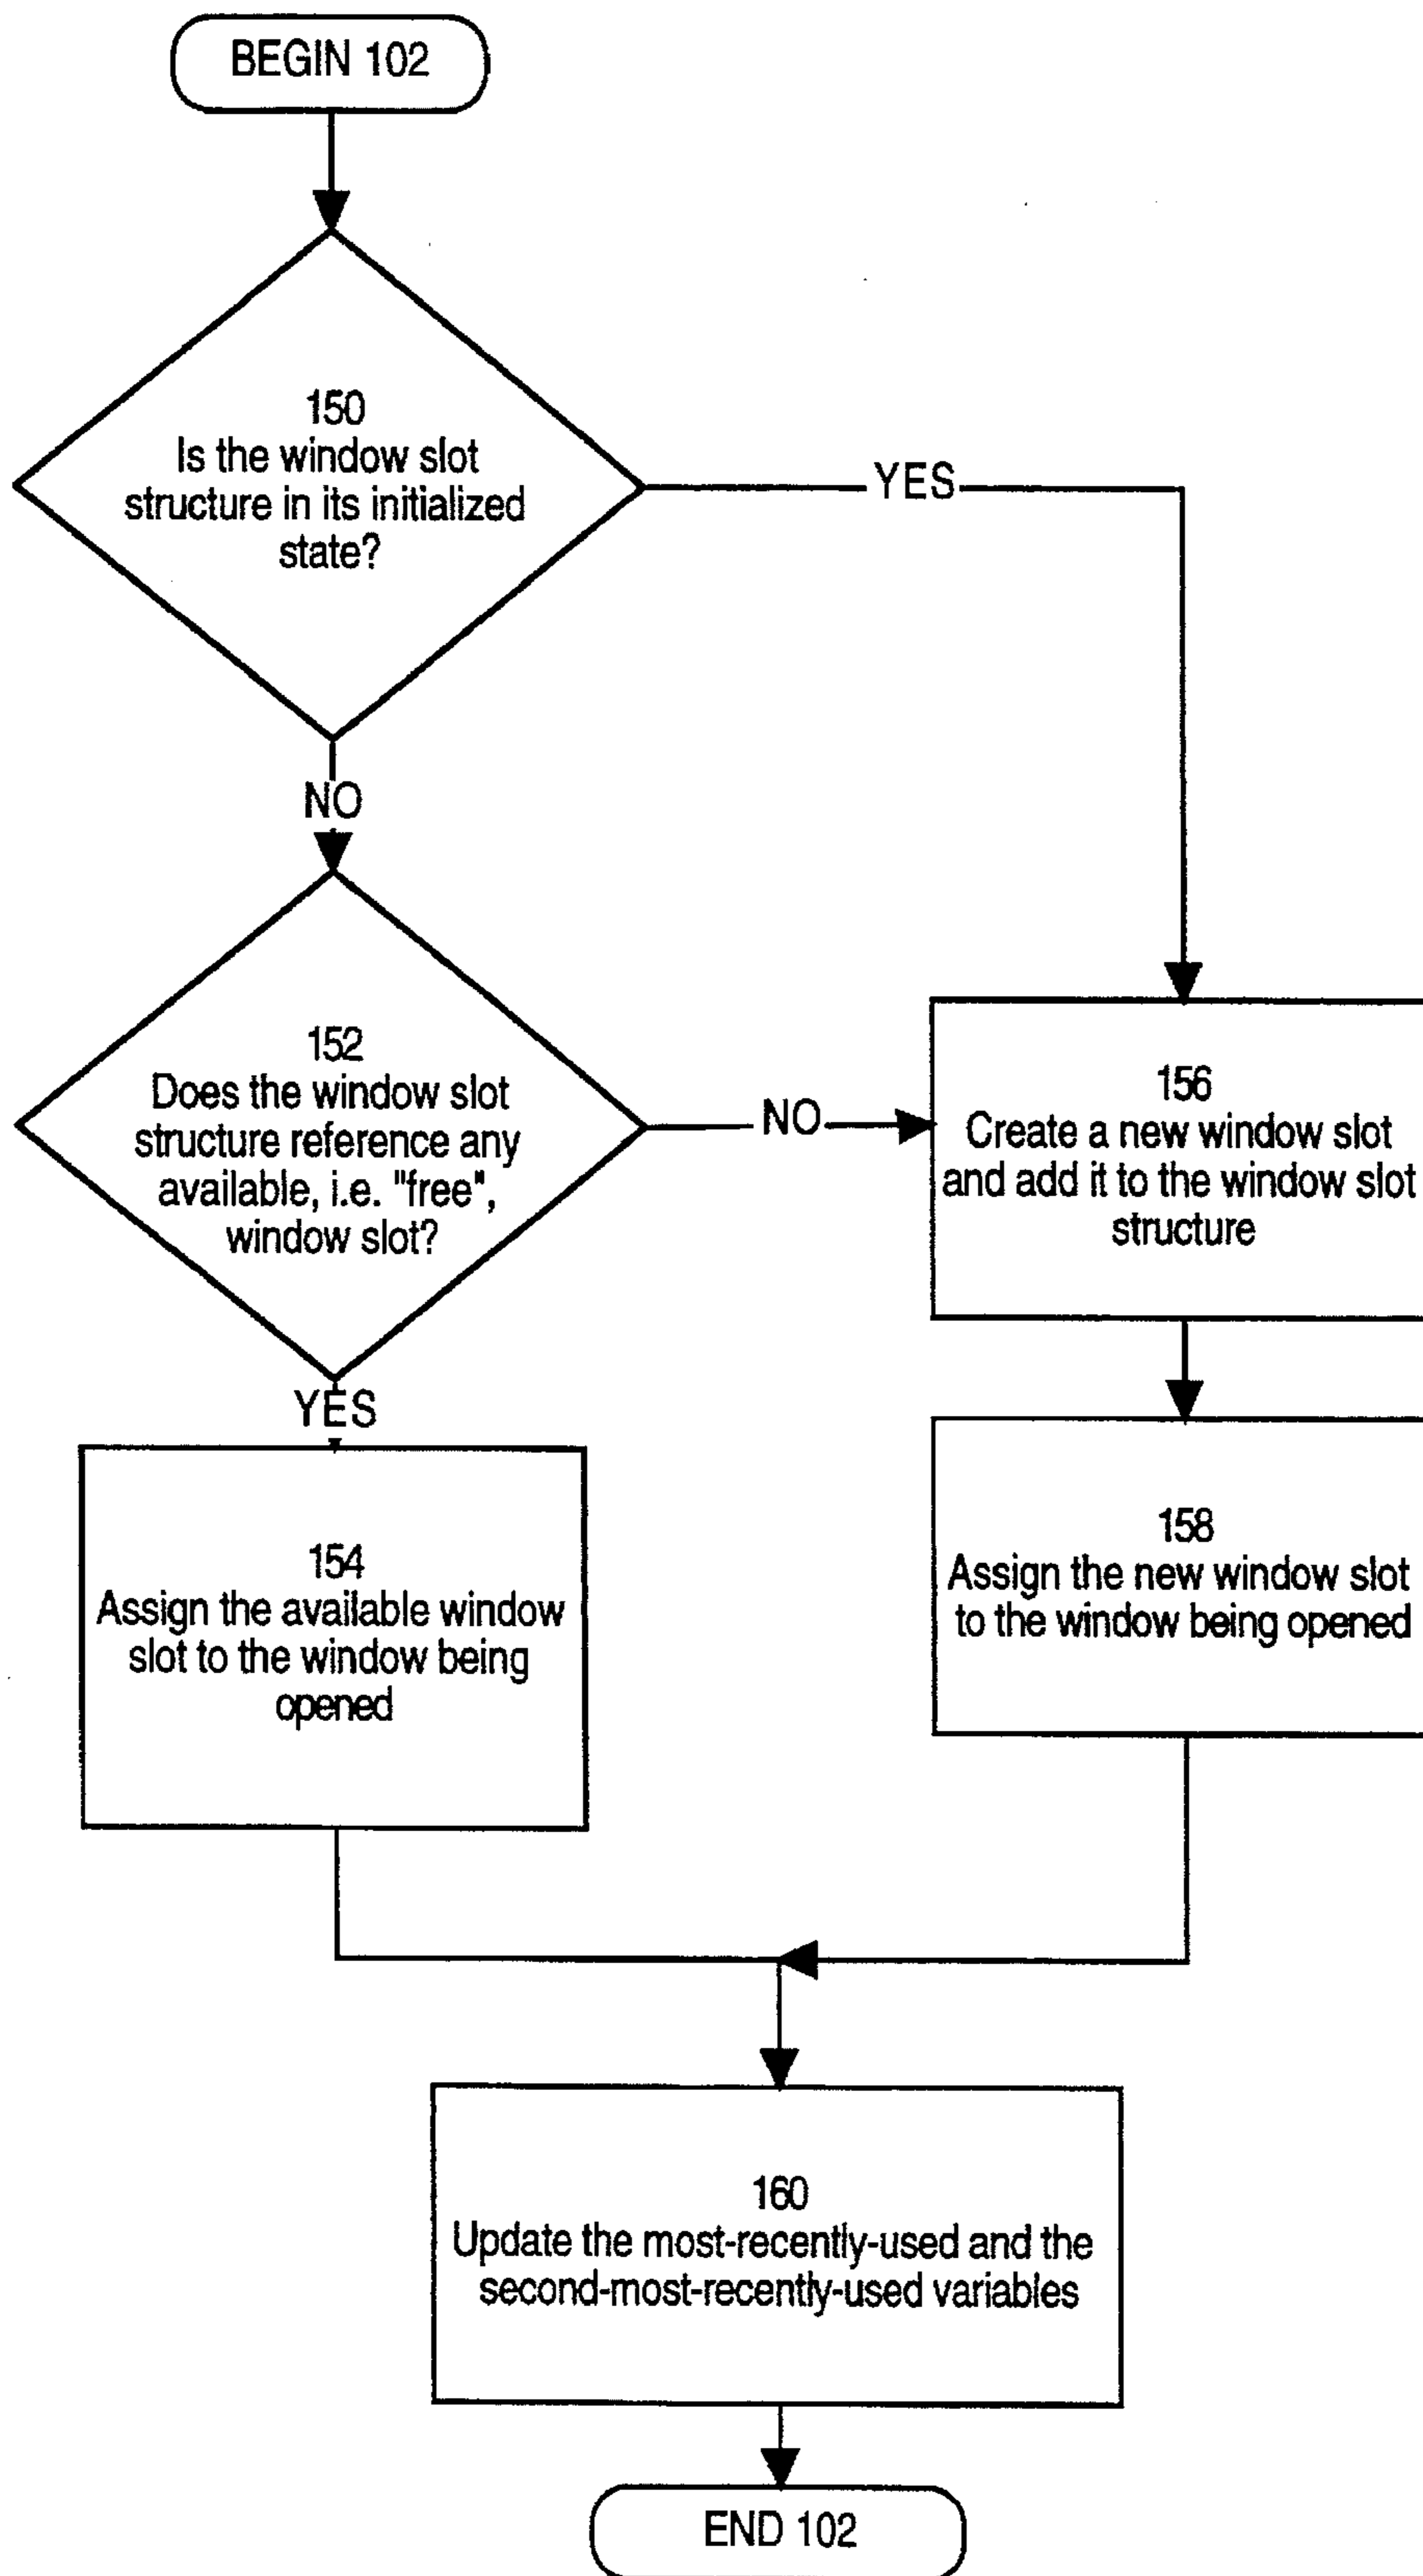 BEGIN 102
150
Is the window slot
structure in its initialized
state?
YES
NO
152
Does the window slot
structure reference any
available, i.e. "free",
window slot?
NO
156
Create a new window slot
and add it to the window slot
structure
YES
154
Assign the available window
slot to the window being
opened
158
Assign the new window slot
to the window being opened
160
Update the most-recently-used and the
second-most-recently-used variables
END 102